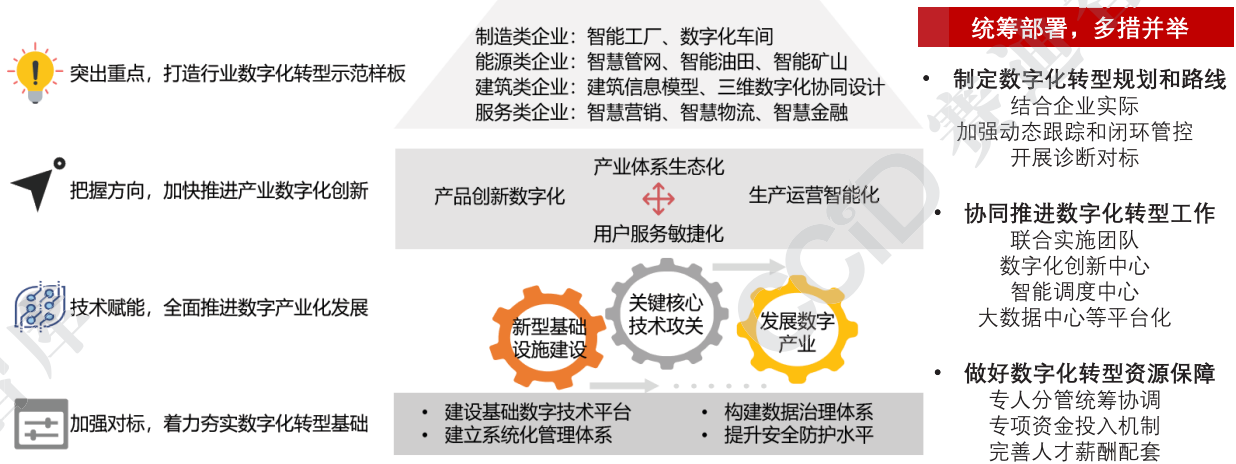 突出重点，打造行业数字化转型示范样板
制造类企业：智能工厂、数字化车间
能源类企业：智慧管网、智能油田、智能矿山
建筑类企业：建筑信息模型、三维数字化协同设计
服务类企业：智慧营销、智慧物流、智慧金融
把握方向，加快推进产业数字化创新
产业体系生态化
产品创新数字化
生产运营智能化
用户服务敏捷化
技术赋能，全面推进数字产业化发展
新型基础
设施建设
关键核心
技术攻关
发展数字
产业
加强对标，着力夯实数字化转型基础
• 建设基础数字技术平台
• 建立系统化管理体系
• 构建数据治理体系
• 提升安全防护水平
统筹部署，多措并举
• 制定数字化转型规划和路线
结合企业实际
加强动态跟踪和闭环管控
开展诊断对标
• 协同推进数字化转型工作
联合实施团队
数字化创新中心
智能调度中心
大数据中心等平台化
• 做好数字化转型资源保障
专人分管统筹协调
专项资金投入机制
完善人才薪酬配套
CCiD 赛迪
智库